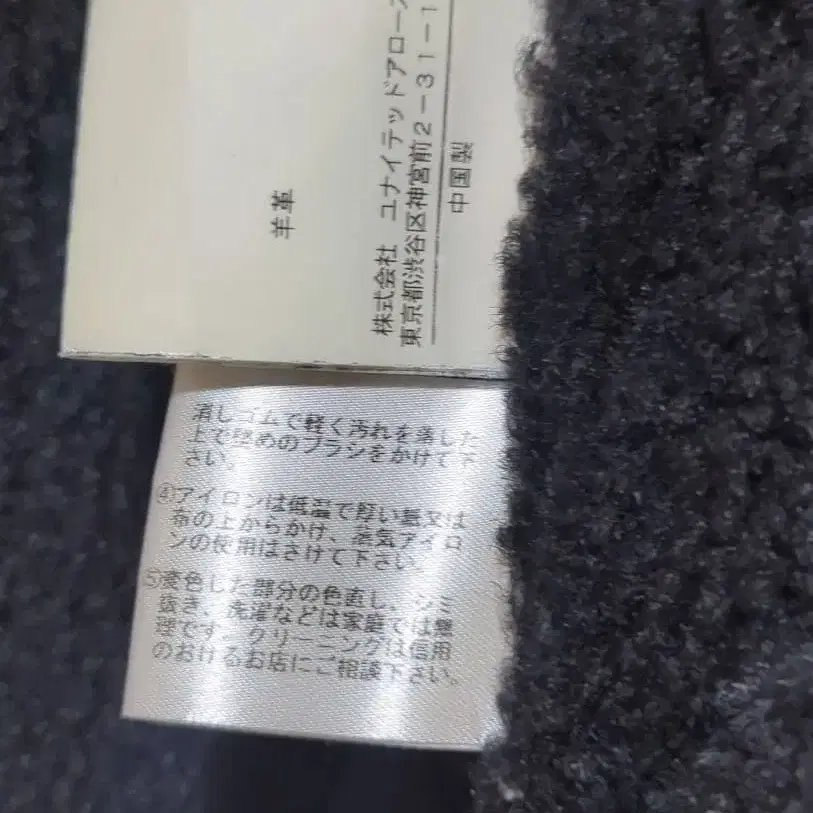 羊革
株式会社 ユナイテッドアローズ
東京都渋谷区神宮前2-31-1
中国製
消しゴムで軽く汚れを落した
上で堅めのブラシをかけて下
さい。
④アイロンは低温で厚い紙又は
布の上からかけ、蒸気アイロ
ンの使用はさけて下さい。
⑤変色した部分の色直し、シミ
抜き、洗濯などは家庭では無
理です。クリーニングは信用
のおけるお店にご相談下さい。